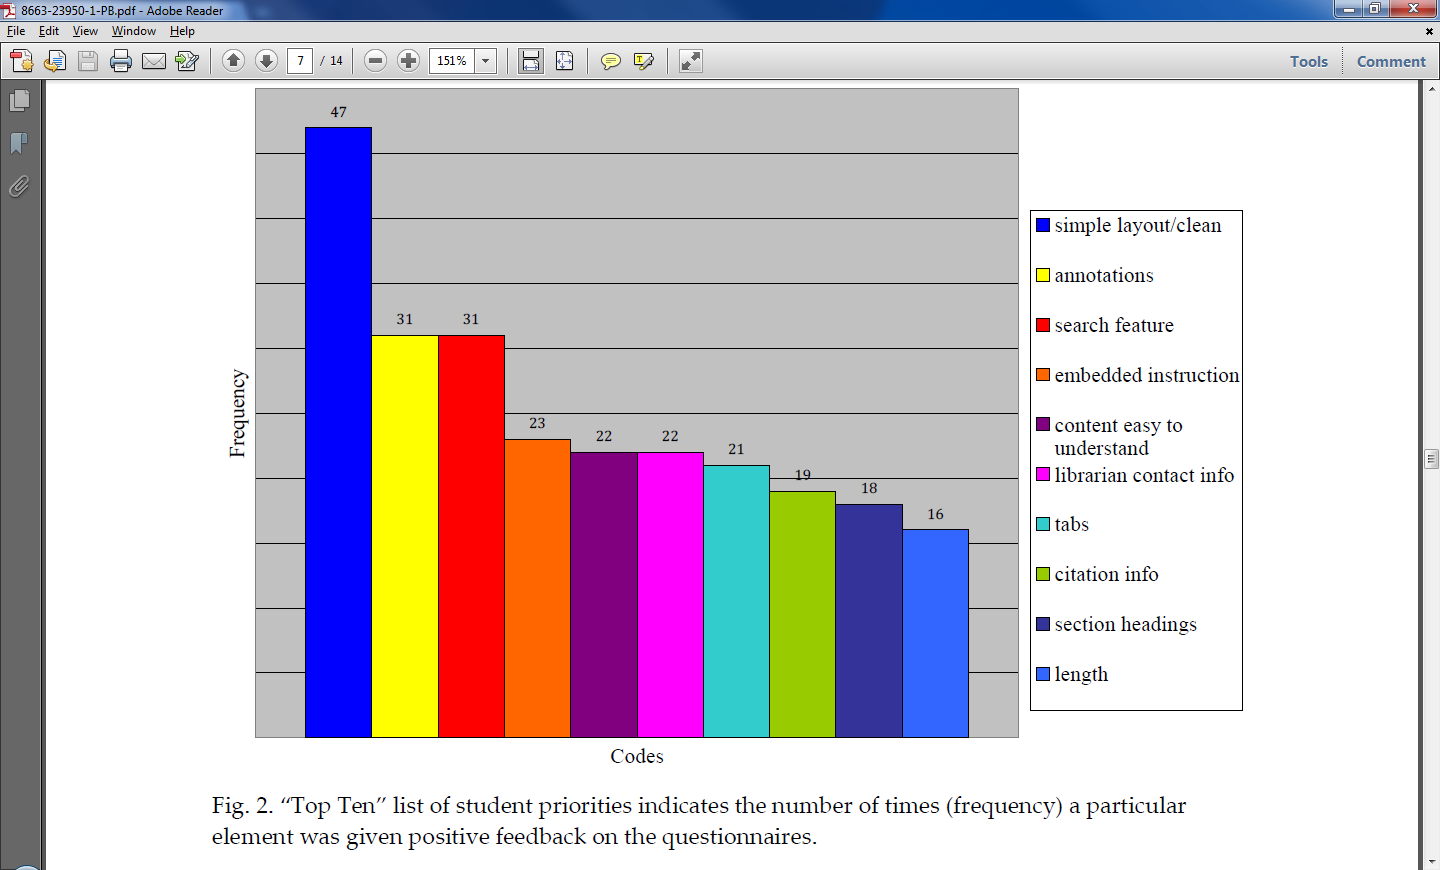 8663-23950-1-PB.pdf - Adobe Reader
File Edit View Window Help
7 / 14 151% Tools Comment
47
31 31
23
22 22
21
19
18
16
Frequency
Codes
simple layout/clean
annotations
search feature
embedded instruction
content easy to
understand
librarian contact info
tabs
citation info
section headings
length
Fig. 2. “Top Ten” list of student priorities indicates the number of times (frequency) a particular
element was given positive feedback on the questionnaires.